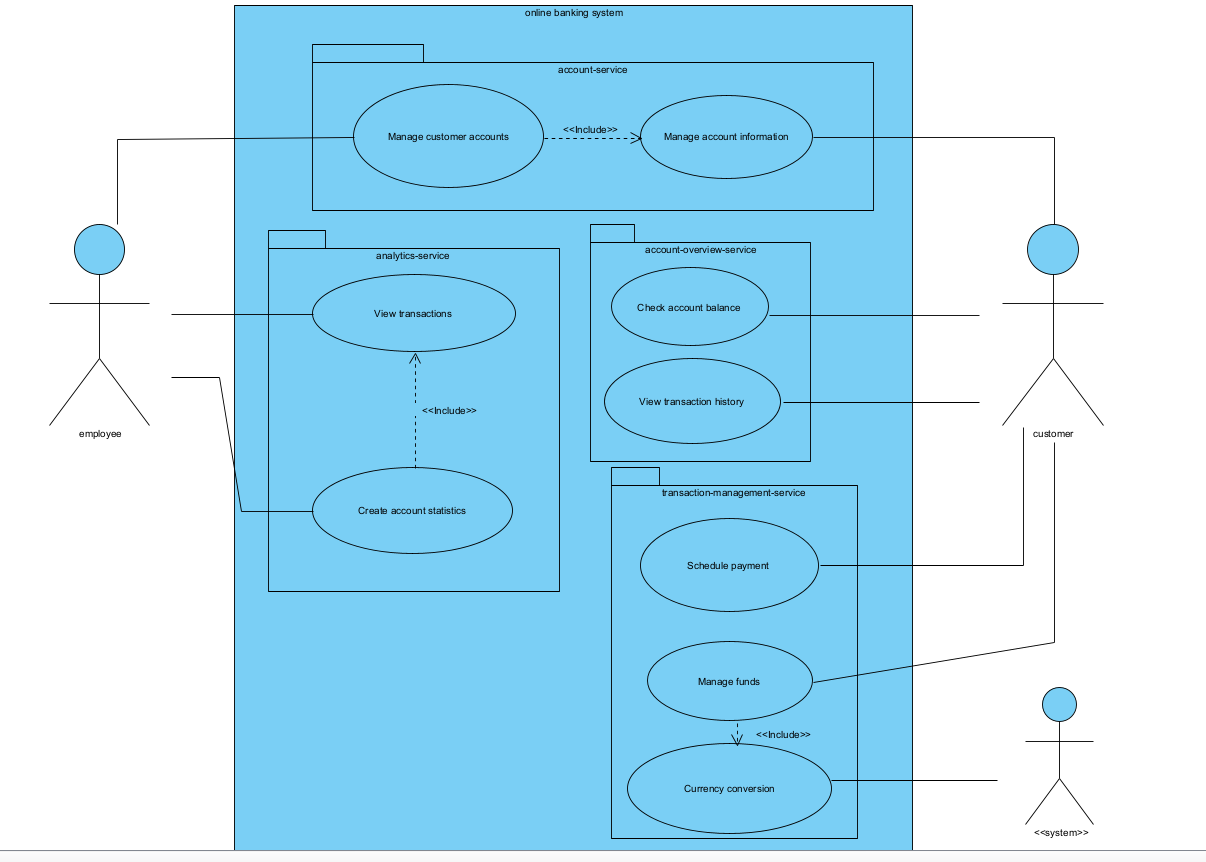 online banking system
account-service
Manage customer accounts
<<Include>>
Manage account information
analytics-service
View transactions
<<Include>>
Create account statistics
account-overview-service
Check account balance
View transaction history
transaction-management-service
Schedule payment
Manage funds
<<Include>>
Currency conversion
employee
customer
<<system>>